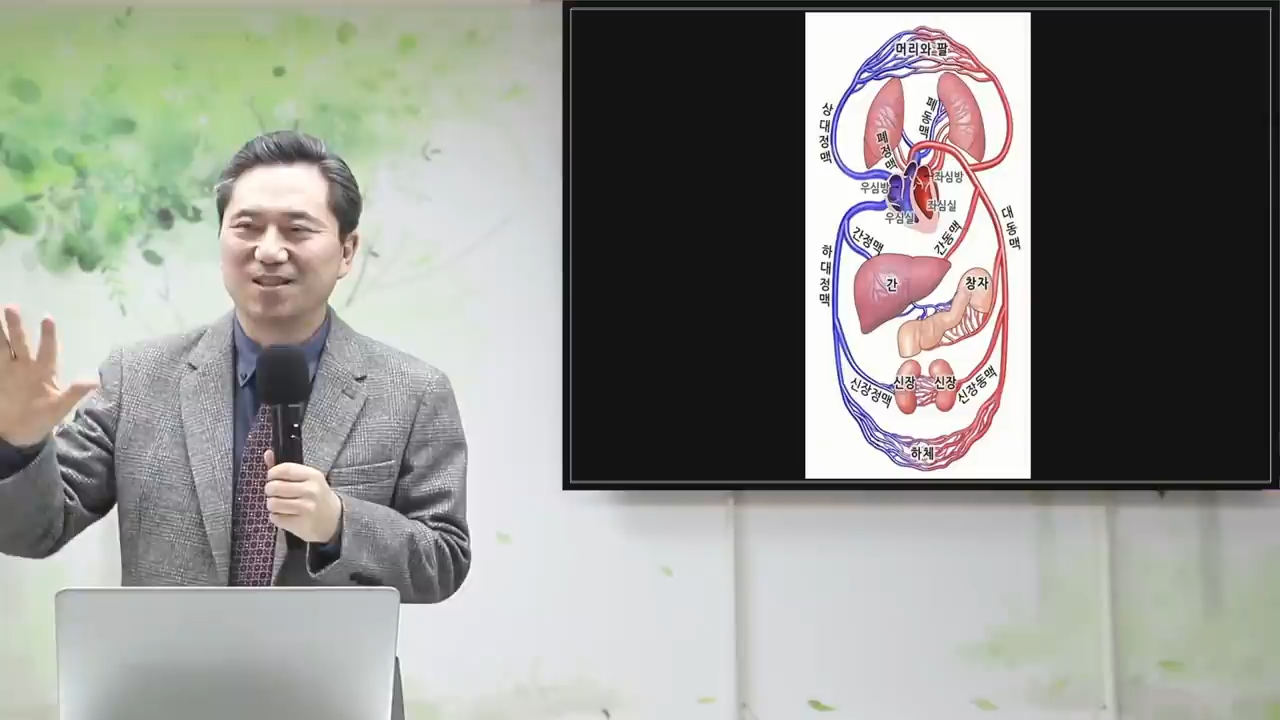 머리와 팔
상대정맥
폐동맥
폐정맥
우심방
좌심방
우심실
좌심실
대동맥
간정맥
간동맥
하대정맥
간
창자
신장
신장
신장정맥
신장동맥
하체